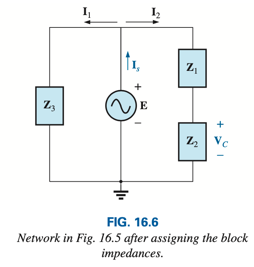 I₁ I₂
Iₛ
Z₁
+
Z₃ E
−
+
Z₂ V_C
−
FIG. 16.6
Network in Fig. 16.5 after assigning the block
impedances.